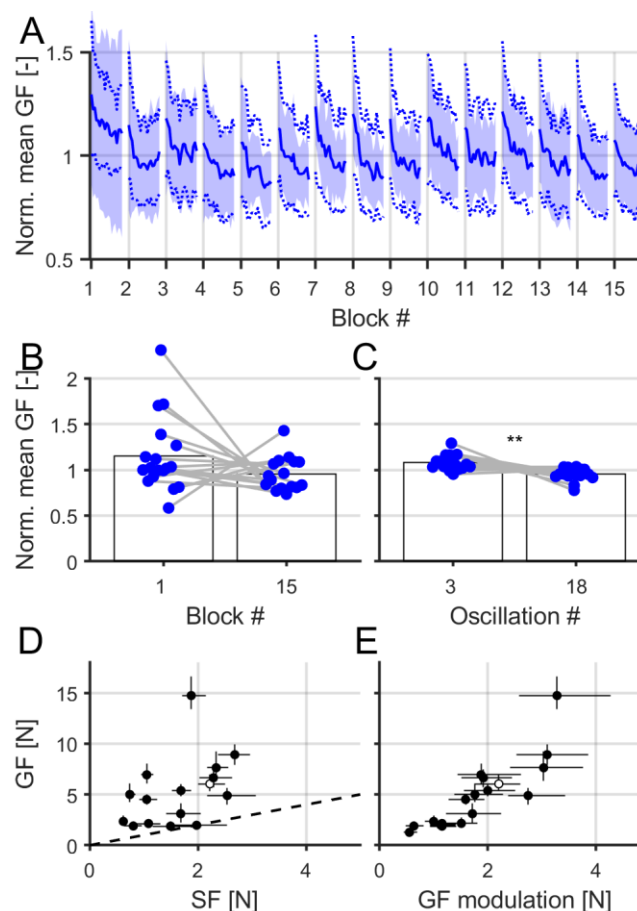 A
Norm. mean GF [-]
1.5
1
0.5
1 2 3 4 5 6 7 8 9 10 11 12 13 14 15
Block #
B
Norm. mean GF [-]
2
1.5
1
0.5
0
1 15
Block #
C
**
3 18
Oscillation #
D
GF [N]
15
10
5
0
0 2 4
SF [N]
E
0 2 4
GF modulation [N]